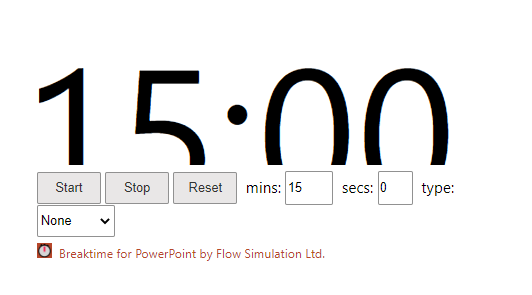 15:00
Start Stop Reset mins: 15 secs: 0 type:
None
Breaktime for PowerPoint by Flow Simulation Ltd.